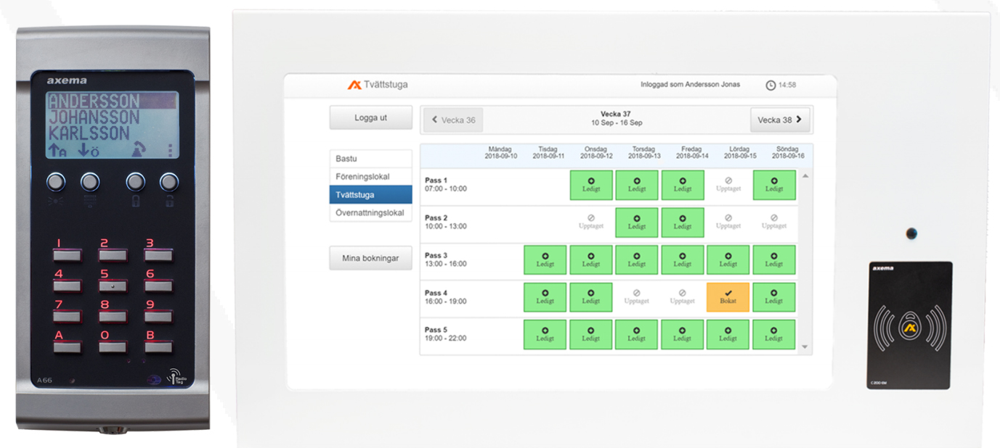 axema
ANDERSSON
JOHANSSON
KARLSSON
A ö
1 2 3
4 5 6
7 8 9
A 0 B
A66
Radio
Tag
Tvättstuga
Inloggad som Andersson Jonas
14:58
Logga ut
Vecka 36
Vecka 37
10 Sep - 16 Sep
Vecka 38
Bastu
Föreningslokal
Tvättstuga
Övernattningslokal
Mina bokningar
Måndag Tisdag Onsdag Torsdag Fredag Lördag Söndag
2018-09-10 2018-09-11 2018-09-12 2018-09-13 2018-09-14 2018-09-15 2018-09-16
Pass 1
07:00 - 10:00
Ledigt Ledigt Ledigt Upptaget Ledigt
Pass 2
10:00 - 13:00
Upptaget Ledigt Ledigt Upptaget Upptaget
Pass 3
13:00 - 16:00
Ledigt Ledigt Ledigt Ledigt Ledigt Ledigt
Pass 4
16:00 - 19:00
Ledigt Ledigt Upptaget Upptaget Bokat Ledigt
Pass 5
19:00 - 22:00
Ledigt Ledigt Ledigt Ledigt Ledigt Ledigt
axema